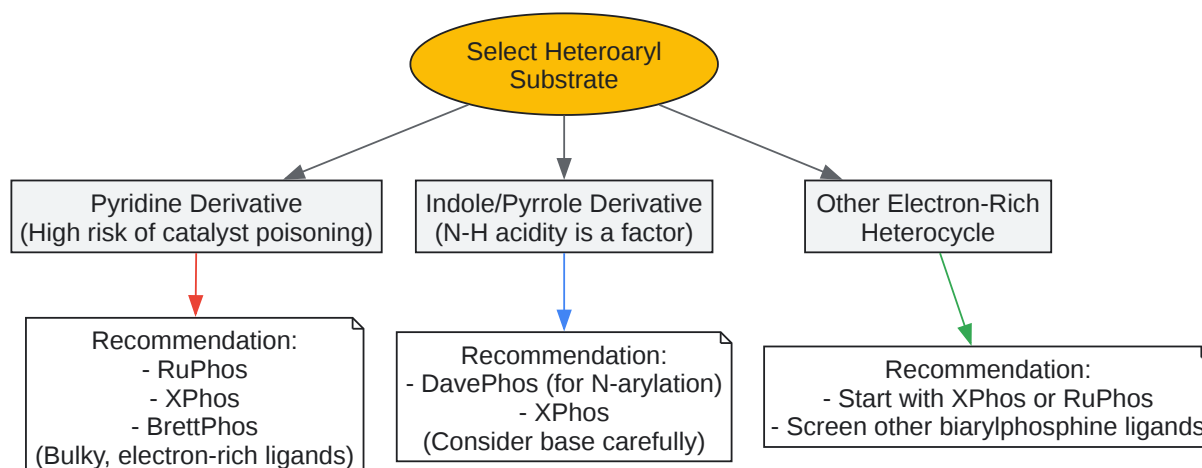 Select Heteroaryl
Substrate
Pyridine Derivative
(High risk of catalyst poisoning)
Indole/Pyrrole Derivative
(N-H acidity is a factor)
Other Electron-Rich
Heterocycle
Recommendation:
- RuPhos
- XPhos
- BrettPhos
(Bulky, electron-rich ligands)
Recommendation:
- DavePhos (for N-arylation)
- XPhos
(Consider base carefully)
Recommendation:
- Start with XPhos or RuPhos
- Screen other biarylphosphine ligands